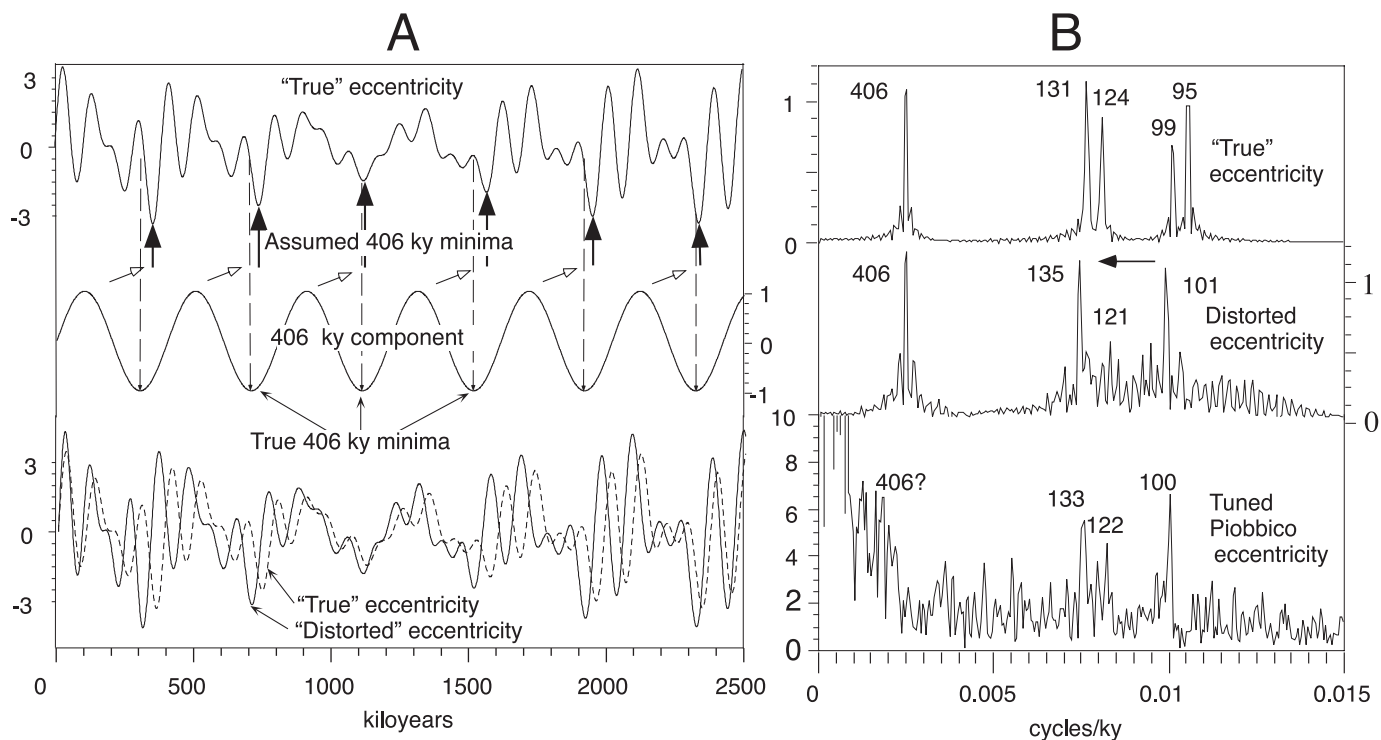 A
3
0
-3
“True” eccentricity
Assumed 406 ky minima
1
0
-1
406 ky component
True 406 ky minima
3
0
-3
“True” eccentricity
“Distorted” eccentricity
0
500
1000
1500
2000
2500
kiloyears
B
1
0
406
131
124
99
95
“True”
eccentricity
1
0
406
135
121
101
Distorted
eccentricity
10
8
6
4
2
0
406?
133
122
100
Tuned
Piobbico
eccentricity
0
0.005
0.01
0.015
cycles/ky